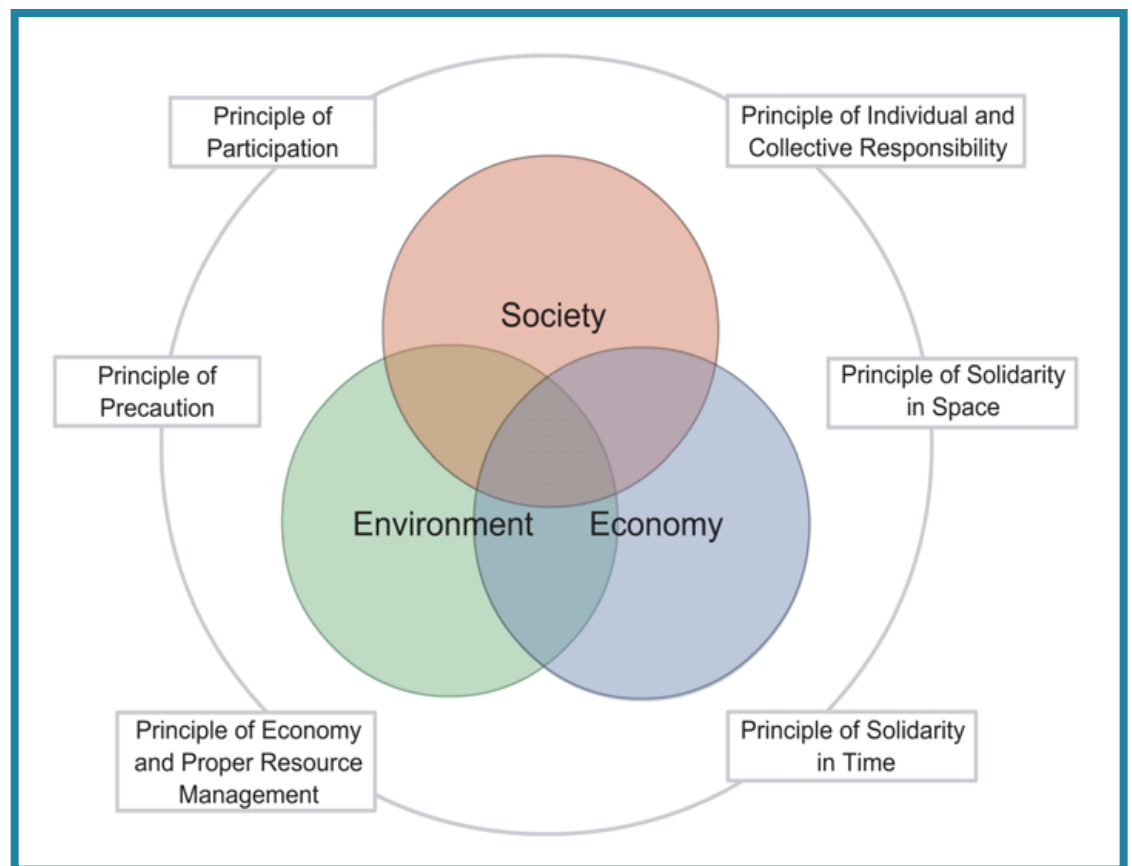 Principle of
Participation
Principle of Individual and
Collective Responsibility
Society
Principle of
Precaution
Principle of Solidarity
in Space
Environment
Economy
Principle of Economy
and Proper Resource
Management
Principle of Solidarity
in Time